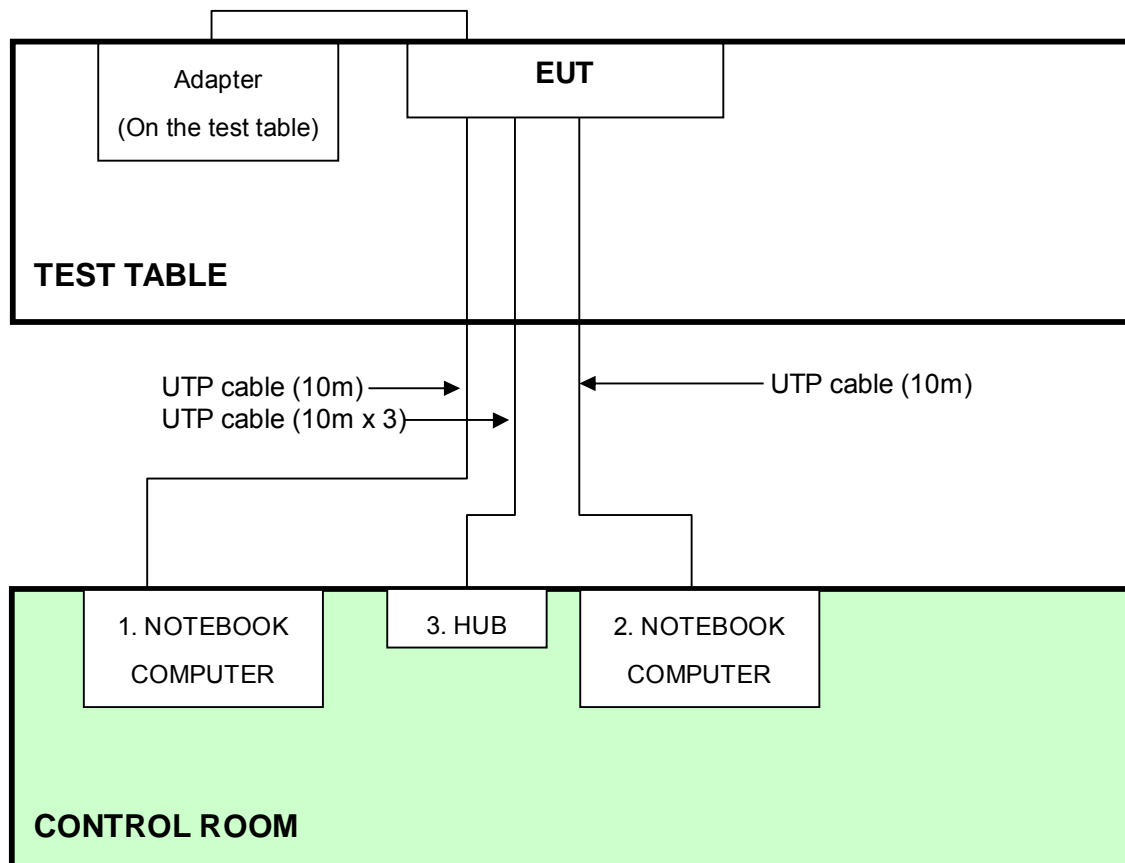 Adapter
(On the test table)
EUT
TEST TABLE
UTP cable (10m)
UTP cable (10m x 3)
UTP cable (10m)
1. NOTEBOOK
COMPUTER
3. HUB
2. NOTEBOOK
COMPUTER
CONTROL ROOM